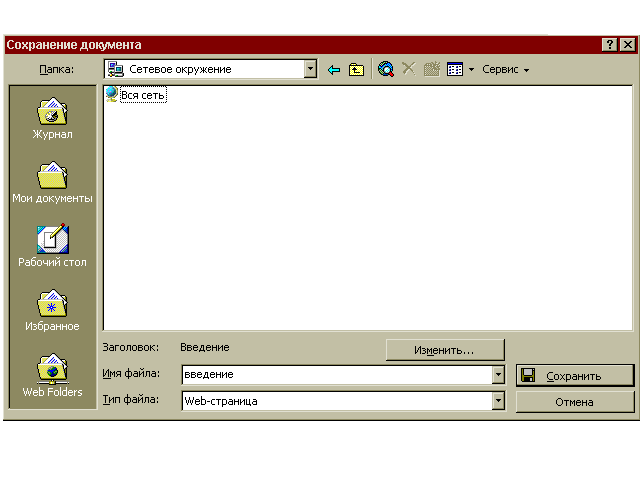 Сохранение документа
Папка: Сетевое окружение Сервис
Вся сеть
Журнал
Мои документы
Рабочий стол
Избранное
Web Folders
Заголовок: Введение Изменить...
Имя файла: введение Сохранить
Тип файла: Web-страница Отмена